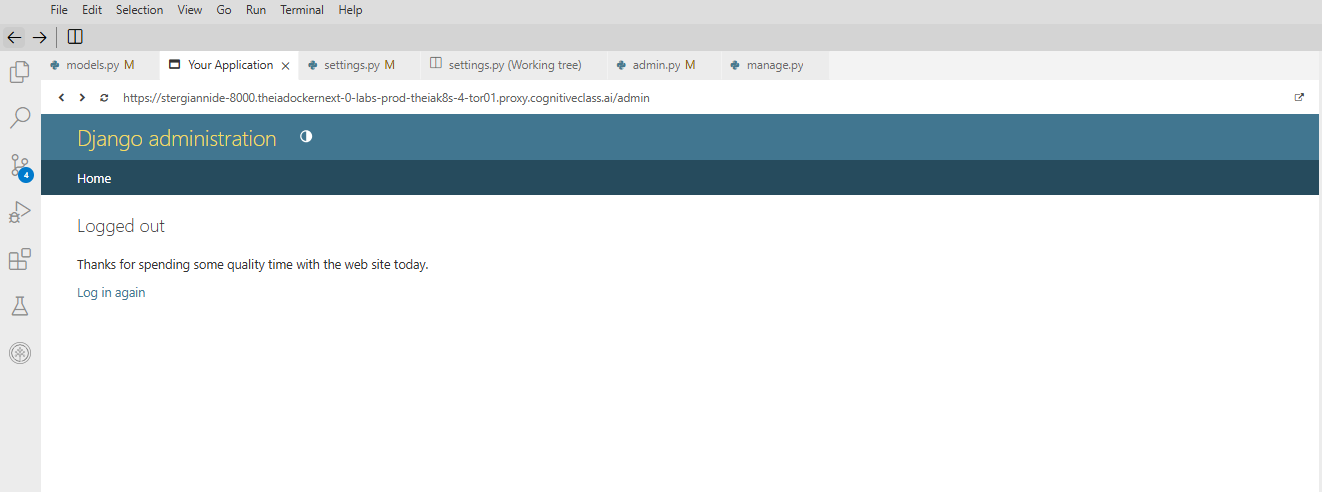 File Edit Selection View Go Run Terminal Help
models.py M Your Application settings.py M settings.py (Working tree) admin.py M manage.py
https://stergiannide-8000.theiadockernext-0-labs-prod-theiak8s-4-tor01.proxy.cognitiveclass.ai/admin
Django administration
4
Home
Logged out
Thanks for spending some quality time with the web site today.
Log in again